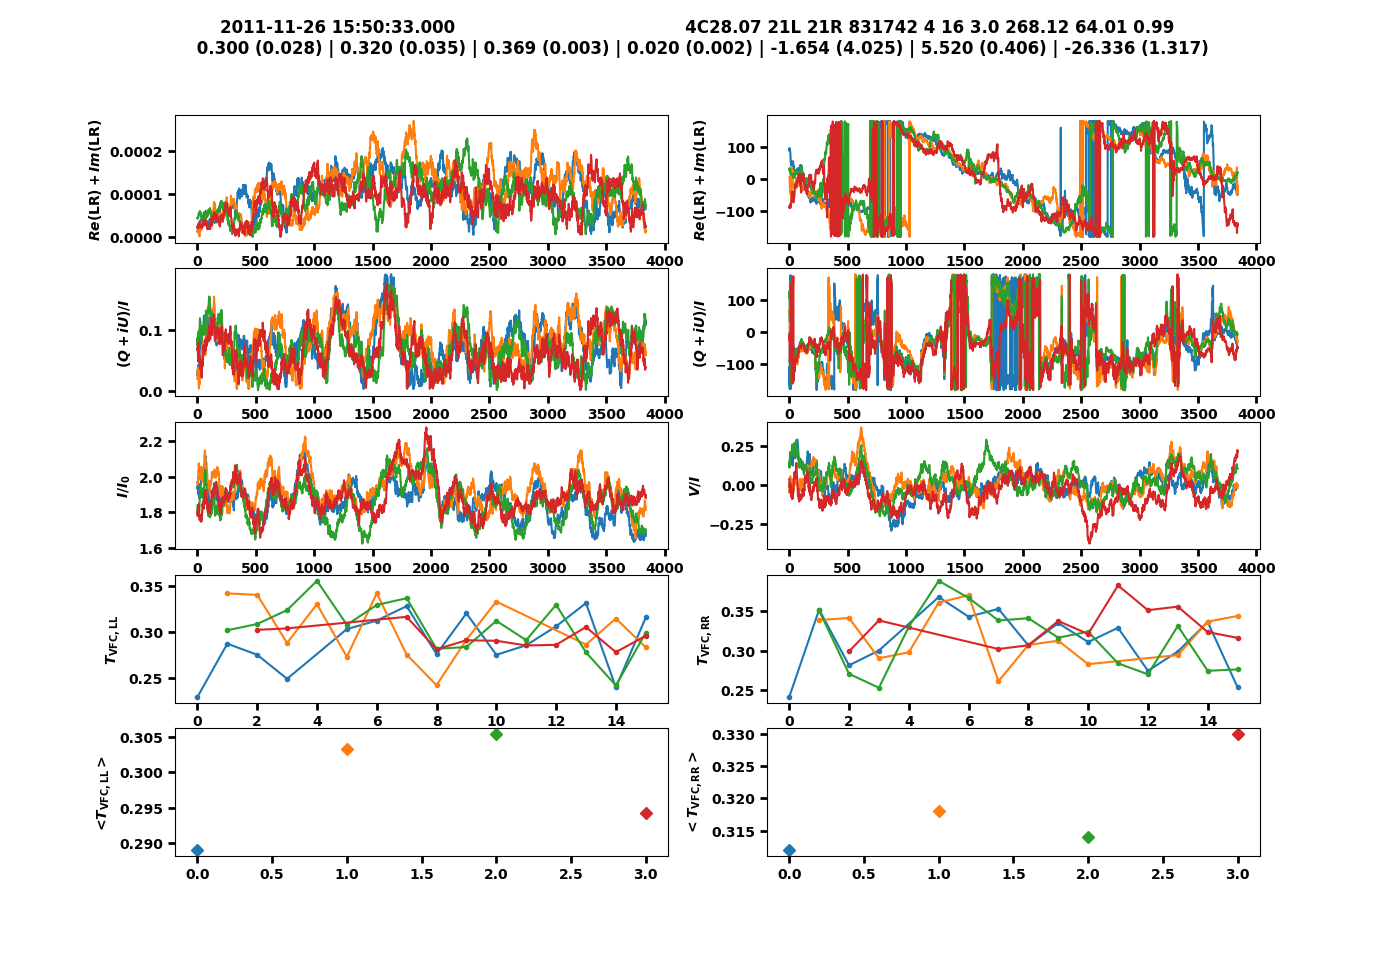 2011-11-26 15:50:33.000 4C28.07 21L 21R 831742 4 16 3.0 268.12 64.01 0.99
0.300 (0.028) | 0.320 (0.035) | 0.369 (0.003) | 0.020 (0.002) | -1.654 (4.025) | 5.520 (0.406) | -26.336 (1.317)
Re(LR) + Im(LR)
0.0002
0.0001
0.0000
0 500 1000 1500 2000 2500 3000 3500 4000
Re(LR) + Im(LR)
100
0
−100
0 500 1000 1500 2000 2500 3000 3500 4000
(Q + iU)/I
0.1
0.0
0 500 1000 1500 2000 2500 3000 3500 4000
(Q + iU)/I
100
0
−100
0 500 1000 1500 2000 2500 3000 3500 4000
I/I0
2.2
2.0
1.8
1.6
0 500 1000 1500 2000 2500 3000 3500 4000
V/I
0.25
0.00
−0.25
0 500 1000 1500 2000 2500 3000 3500 4000
TVFC, LL
0.35
0.30
0.25
0 2 4 6 8 10 12 14
TVFC, RR
0.35
0.30
0.25
0 2 4 6 8 10 12 14
<TVFC, LL >
0.305
0.300
0.295
0.290
0.0 0.5 1.0 1.5 2.0 2.5 3.0
< TVFC, RR >
0.330
0.325
0.320
0.315
0.0 0.5 1.0 1.5 2.0 2.5 3.0